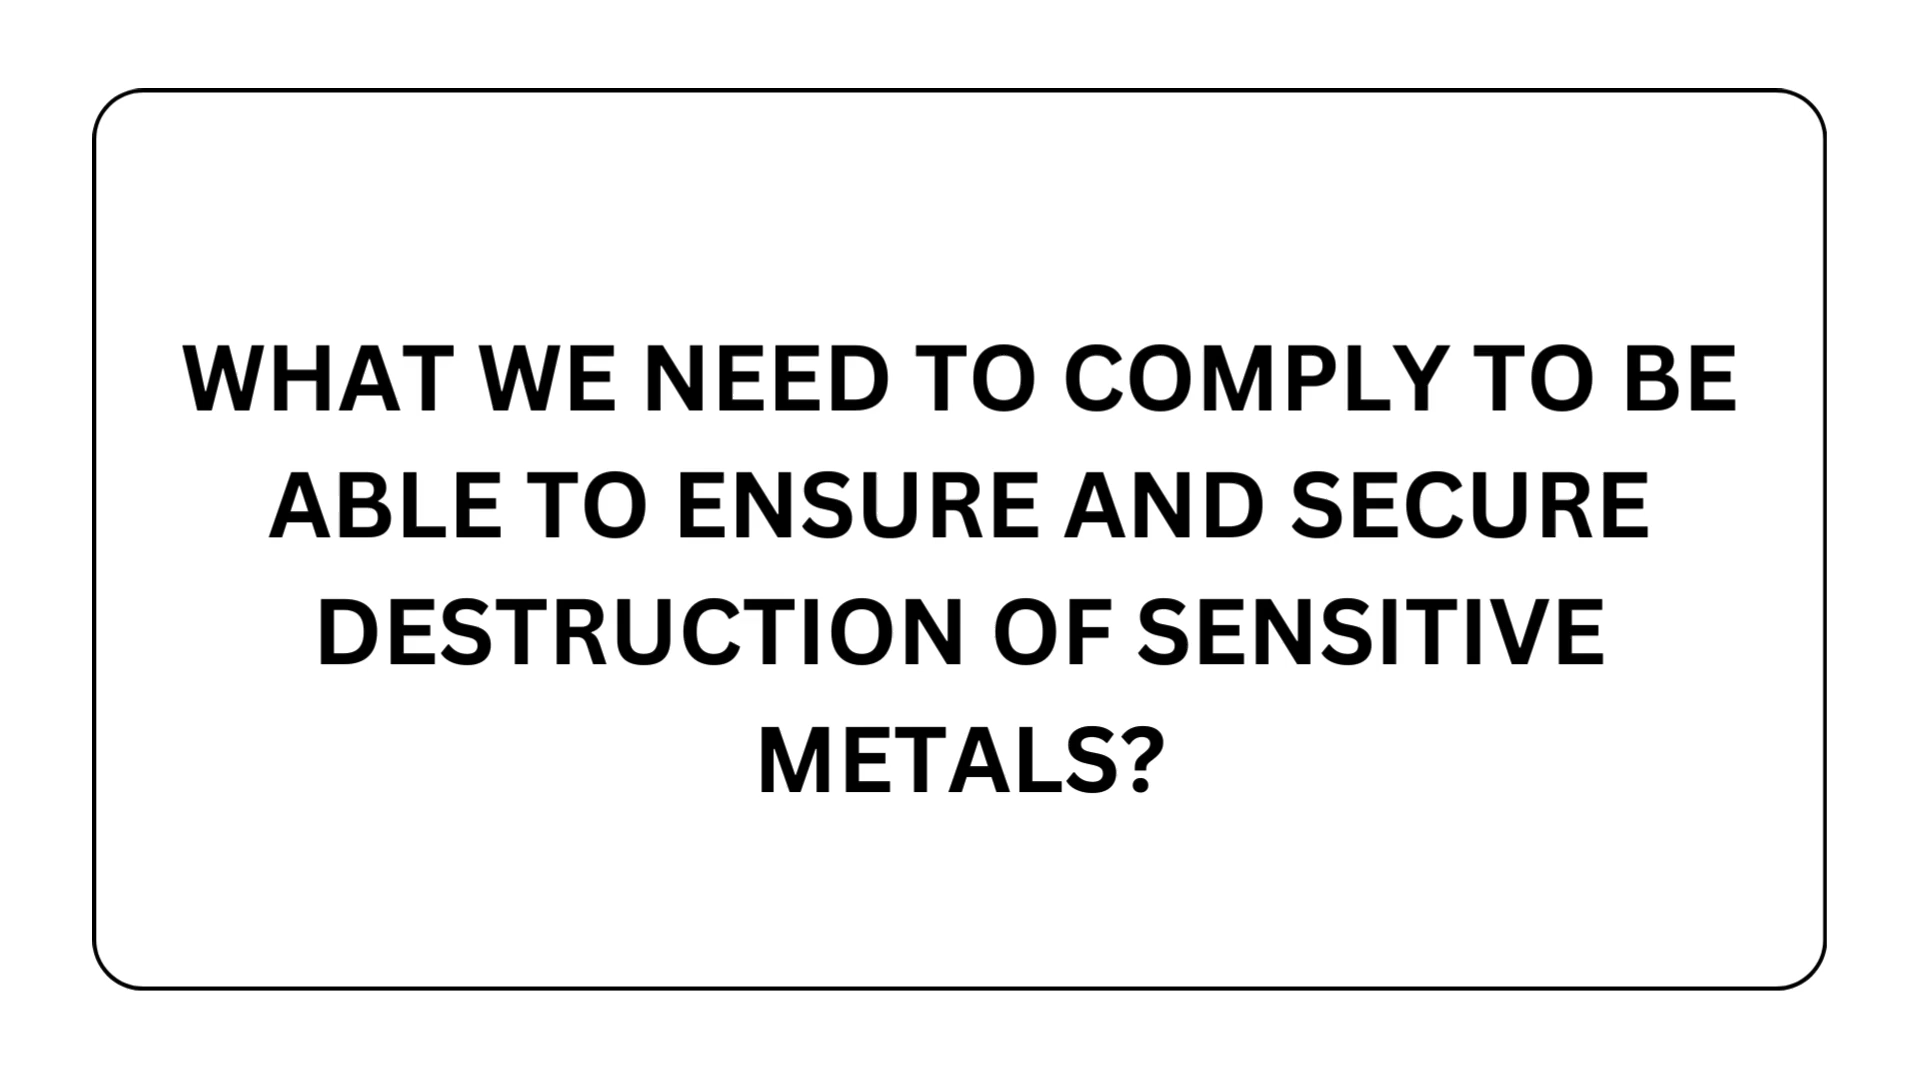 WHAT WE NEED TO COMPLY TO BE
ABLE TO ENSURE AND SECURE
DESTRUCTION OF SENSITIVE
METALS?